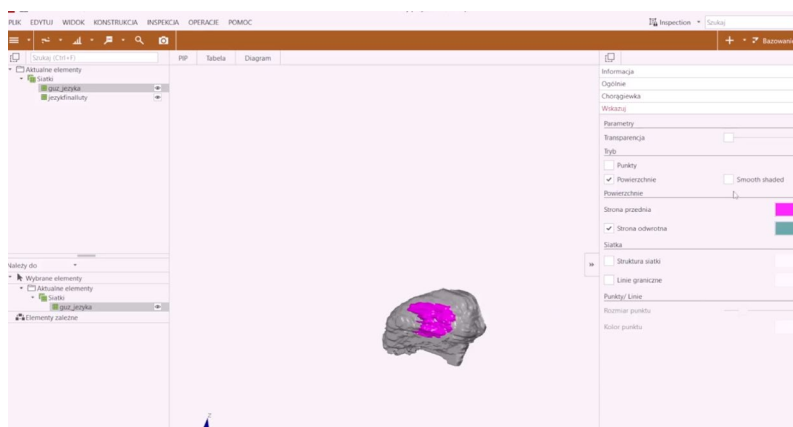 PLIK EDYTUJ WIDOK KONSTRUKCJA INSPEKCJA OPERACJE POMOC Inspection Szukaj
Bazowanie
Szukaj (Ctrl+F) PIP Tabela Diagram
Aktualne elementy
Siatki
guz_jezyka
jezykfinalluty
Należy do
Wybrane elementy
Aktualne elementy
Siatki
guz_jezyka
Elementy zależne
Z
Informacja
Ogólnie
Chorągiewka
Wskazuj
Parametry
Transparencja
Tryb
Punkty
Powierzchnie Smooth shaded
Powierzchnie
Strona przednia
Strona odwrotna
Siatka
Struktura siatki
Linie graniczne
Punkty/ Linie
Rozmiar punktu
Kolor punktu